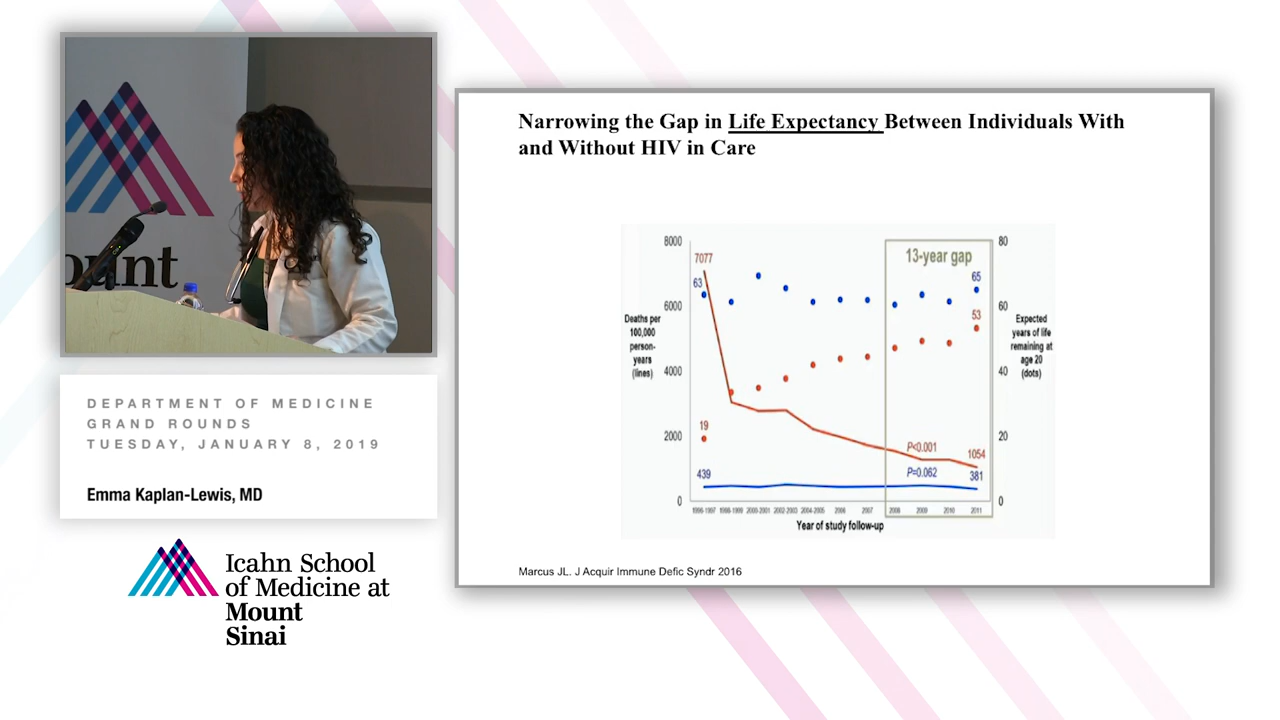 ount
DEPARTMENT OF MEDICINE
GRAND ROUNDS
TUESDAY, JANUARY 8, 2019
Emma Kaplan-Lewis, MD
Icahn School
of Medicine at
Mount
Sinai
Narrowing the Gap in Life Expectancy Between Individuals With
and Without HIV in Care
8000
6000
4000
2000
0
Deaths per
100,000
person-
years
(lines)
7077
63
19
439
13-year gap
65
53
P<0.001
1054
P=0.062
381
80
60
40
20
0
Expected
years of life
remaining at
age 20
(dots)
1996-1997 1998-1999 2000-2001 2002-2003 2004-2005 2006 2007 2008 2009 2010 2011
Year of study follow-up
Marcus JL. J Acquir Immune Defic Syndr 2016